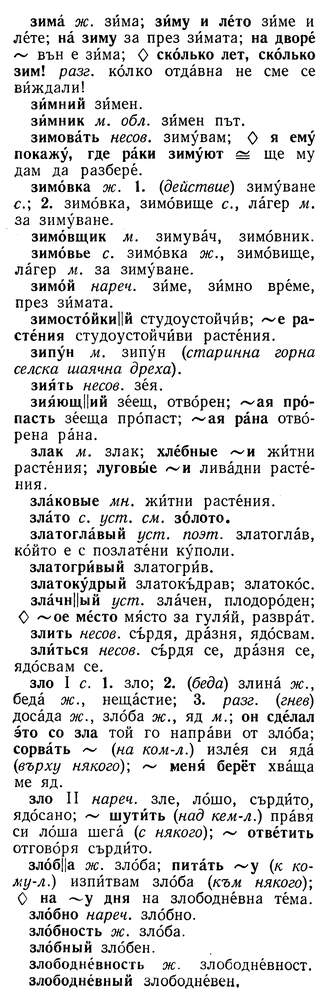 зима́ ж. зи́ма; зи́му и ле́то зи́ме и
ле́те; на́ зиму за през зи́мата; на дворе́
~ вън е зи́ма; ◊ ско́лько лет, ско́лько
зим! разг. ко́лко отда́вна не сме се
ви́ждали!
зи́мний зи́мен.
зи́мник м. обл. зи́мен път.
зимова́ть несов. зиму́вам; ◊ я ему́
покажу́, где ра́ки зиму́ют ≅ ще му
дам да разбере́.
зимо́вка ж. 1. (действие) зиму́ване
с.; 2. зимо́вка, зимо́вище с., ла́гер м.
за зиму́ване.
зимо́вщик м. зимува́ч, зимо́вник.
зимо́вье с. зимо́вка ж., зимо́вище,
ла́гер м. за зиму́ване.
зимо́й нареч. зи́ме, зи́мно вре́ме,
през зи́мата.
зимосто́йки||й студоустойчи́в; ~е ра-
сте́ния студоустойчи́ви расте́ния.
зипу́н м. зипу́н (старинна горна
селска шаячна дреха).
зия́ть несов. зе́я.
зия́ющ||ий зе́ещ, отво́рен; ~ая про́-
пасть зе́еща про́паст; ~ая ра́на отво́-
рена ра́на.
злак м. злак; хле́бные ~и жи́тни
расте́ния; луговы́е ~и лива́дни расте́-
ния.
зла́ковые мн. жи́тни расте́ния.
зла́то с. уст. см. зо́лото.
златогла́вый уст. поэт. златогла́в,
ко́йто е с позлате́ни ку́поли.
златогри́вый златогри́в.
златоку́дрый златокъ́драв; златоко́с.
зла́чн||ый уст. зла́чен, плодоро́ден;
◊ ~ое ме́сто мя́сто за гуля́й, развра́т.
злить несов. съ́рдя, дра́зня, ядо́свам.
зли́ться несов. съ́рдя се, дра́зня се,
ядо́свам се.
зло I с. 1. зло; 2. (беда) злина́ ж.,
беда́ ж., неща́стие; 3. разг. (гнев)
доса́да ж., зло́ба ж., яд м.; он сде́лал
э́то со зла той го напра́ви от зло́ба;
сорва́ть ~ (на ком-л.) изле́я си яда́
(върху някого); ~ меня́ берёт хва́ща
ме яд.
зло II нареч. зле, ло́шо, сърди́то,
ядо́сано; ~ шути́ть (над кем-л.) пра́вя
си ло́ша шега́ (с някого); ~ отве́тить
отгово́ря сърди́то.
зло́б||а ж. зло́ба; пита́ть ~у (к ко-
му-л.) изпи́твам зло́ба (към някого);
◊ на ~у дня на злободне́вна те́ма.
зло́бно нареч. зло́бно.
зло́бность ж. зло́ба.
зло́бный зло́бен.
злободне́вность ж. злободне́вност.
злободне́вный злободне́вен.